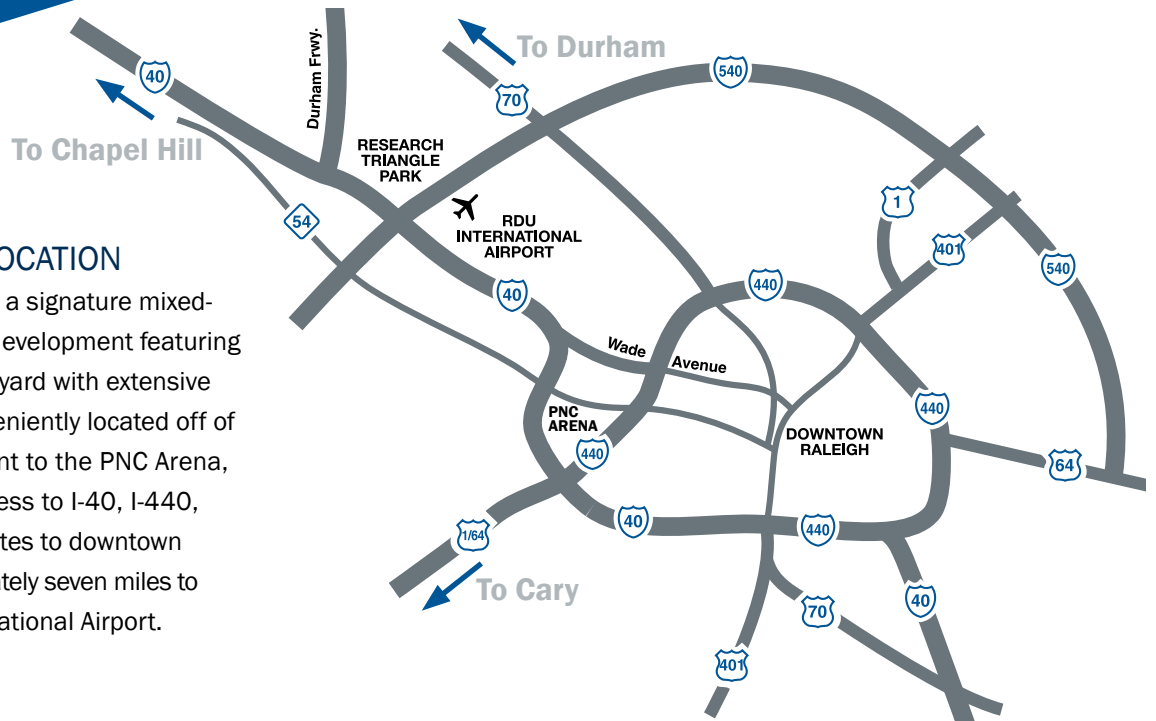 40
Durham Frwy.
To Durham
70
540
To Chapel Hill
RESEARCH
TRIANGLE
PARK
54
RDU
INTERNATIONAL
AIRPORT
1
401
540
OCATION
a signature mixed-
evelopment featuring
yard with extensive
eniently located off of
nt to the PNC Arena,
ess to I-40, I-440,
tes to downtown
ately seven miles to
ational Airport.
40
440
Wade Avenue
PNC
ARENA
440
440
DOWNTOWN
RALEIGH
64
1/64
40
440
To Cary
70
40
401